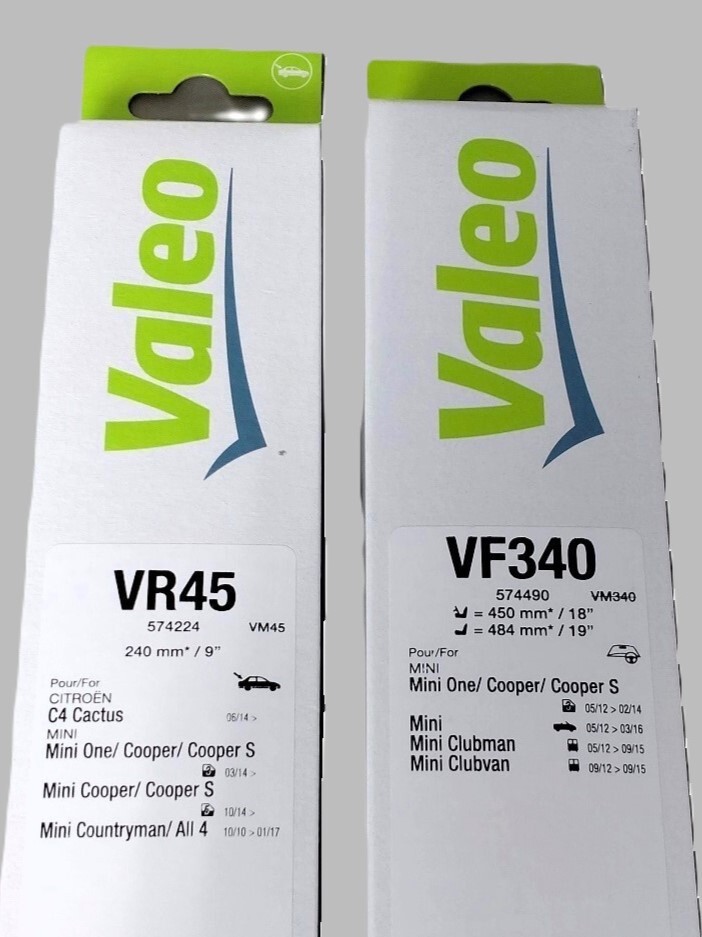 Valeo
VR45
574224 VM45
240 mm* / 9"
Pour/For
CITROËN
C4 Cactus 06/14 >
MINI
Mini One/ Cooper/ Cooper S
03/14 >
Mini Cooper/ Cooper S
10/14 >
Mini Countryman/ All 4 10/10 > 01/17
Valeo
VF340
574490 VM340
= 450 mm* / 18"
= 484 mm* / 19"
Pour/For
MINI
Mini One/ Cooper/ Cooper S
05/12 > 02/14
Mini 05/12 > 03/16
Mini Clubman 05/12 > 09/15
Mini Clubvan 09/12 > 09/15